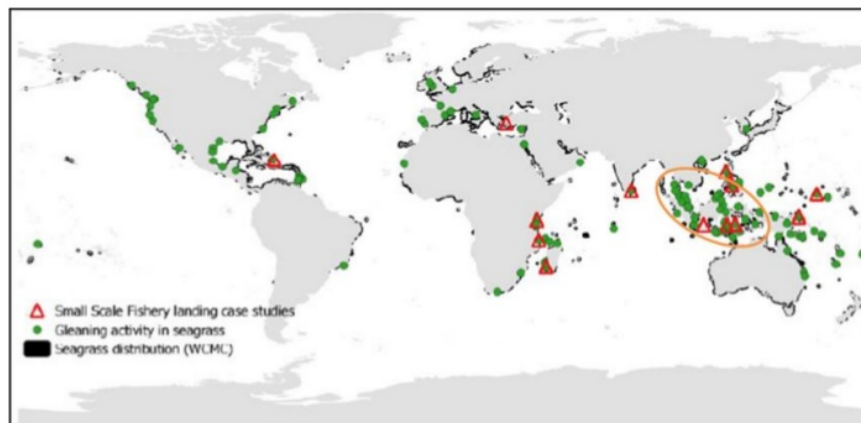 Small Scale Fishery landing case studies
Gleaning activity in seagrass
Seagrass distribution (WCMC)